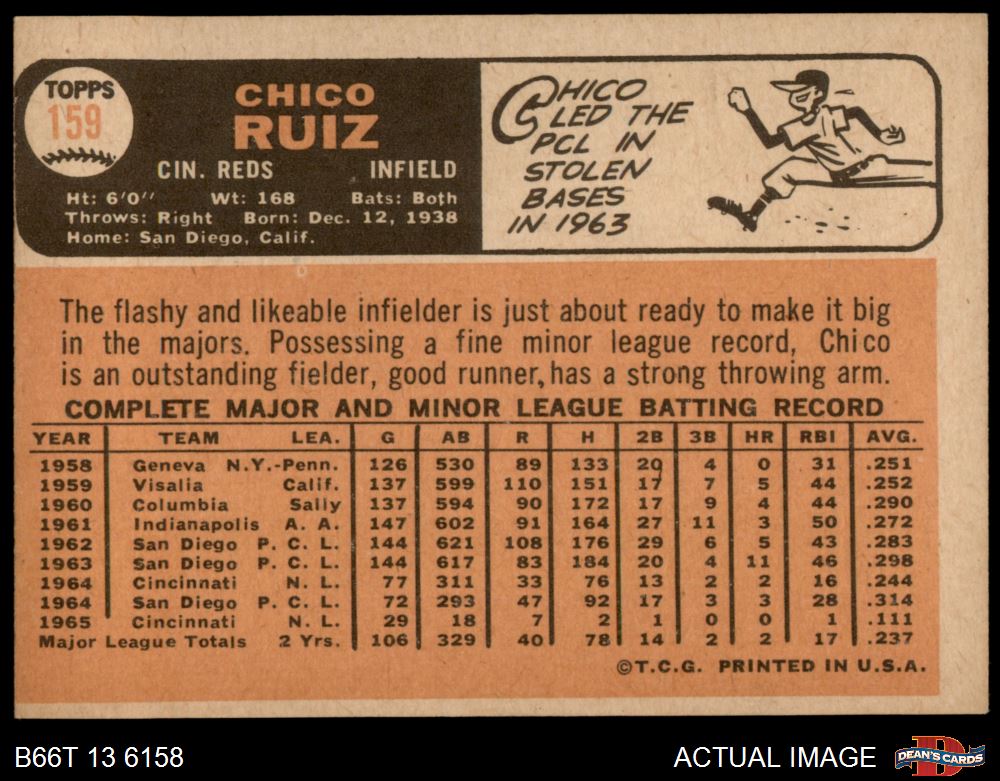 TOPPS
159
CHICO
RUIZ
CIN. REDS INFIELD
Ht: 6'0" Wt: 168 Bats: Both
Throws: Right Born: Dec. 12, 1938
Home: San Diego, Calif.
CHICO
LED THE
PCL IN
STOLEN
BASES
IN 1963
The flashy and likeable infielder is just about ready to make it big
in the majors. Possessing a fine minor league record, Chico
is an outstanding fielder, good runner, has a strong throwing arm.
COMPLETE MAJOR AND MINOR LEAGUE BATTING RECORD
YEAR TEAM LEA. G AB R H 2B 3B HR RBI AVG.
1958 Geneva N.Y.-Penn. 126 530 89 133 20 4 0 31 .251
1959 Visalia Calif. 137 599 110 151 17 7 5 44 .252
1960 Columbia Sally 137 594 90 172 17 9 4 44 .290
1961 Indianapolis A. A. 147 602 91 164 27 11 3 50 .272
1962 San Diego P. C. L. 144 621 108 176 29 6 5 43 .283
1963 San Diego P. C. L. 144 617 83 184 20 4 11 46 .298
1964 Cincinnati N. L. 77 311 33 76 13 2 2 16 .244
1964 San Diego P. C. L. 72 293 47 92 17 3 3 28 .314
1965 Cincinnati N. L. 29 18 7 2 1 0 0 1 .111
Major League Totals 2 Yrs. 106 329 40 78 14 2 2 17 .237
©T.C.G. PRINTED IN U.S.A.
B66T 13 6158 ACTUAL IMAGE
DEAN'S CARDS